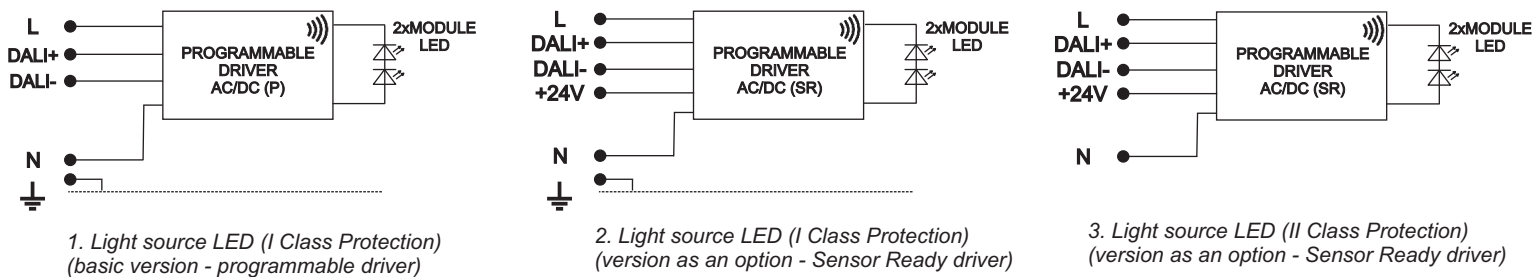 L
DALI+
DALI-
N
PROGRAMMABLE
DRIVER
AC/DC (P)
2xMODULE
LED
1. Light source LED (I Class Protection)
(basic version - programmable driver)
L
DALI+
DALI-
+24V
N
PROGRAMMABLE
DRIVER
AC/DC (SR)
2xMODULE
LED
2. Light source LED (I Class Protection)
(version as an option - Sensor Ready driver)
L
DALI+
DALI-
+24V
N
PROGRAMMABLE
DRIVER
AC/DC (SR)
2xMODULE
LED
3. Light source LED (II Class Protection)
(version as an option - Sensor Ready driver)